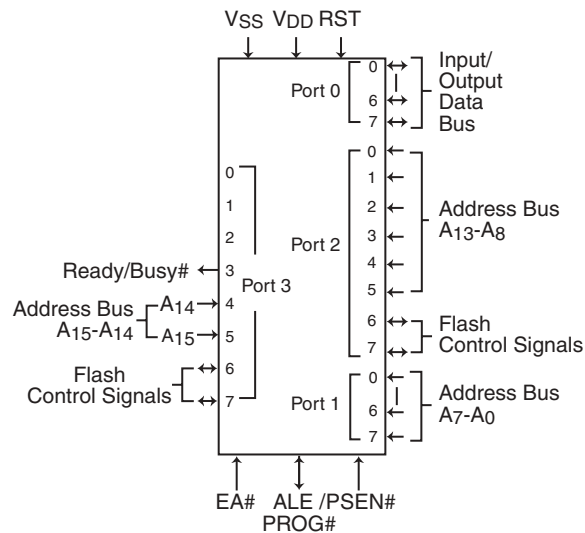 VSS VDD RST
Port 0
0
6
7
Input/
Output
Data
Bus
Port 2
0
1
2
3
4
5
6
7
Address Bus
A13-A8
Flash
Control Signals
Port 3
0
1
2
3
4
5
6
7
Ready/Busy#
Address Bus
A15-A14
A14
A15
Flash
Control Signals
Port 1
0
6
7
Address Bus
A7-A0
EA# ALE /PSEN#
PROG#